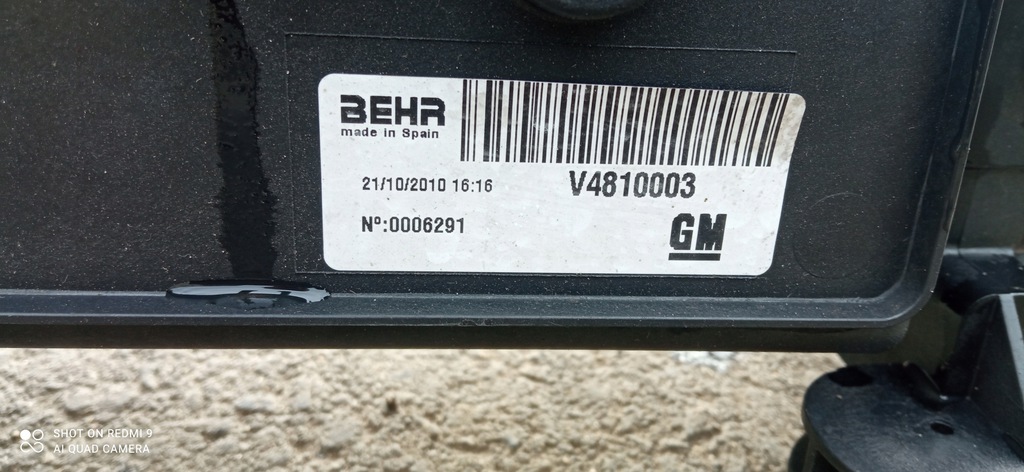 BEHR
made in Spain
21/10/2010 16:16
V4810003
Nº:0006291
GM
SHOT ON REDMI 9
AI QUAD CAMERA